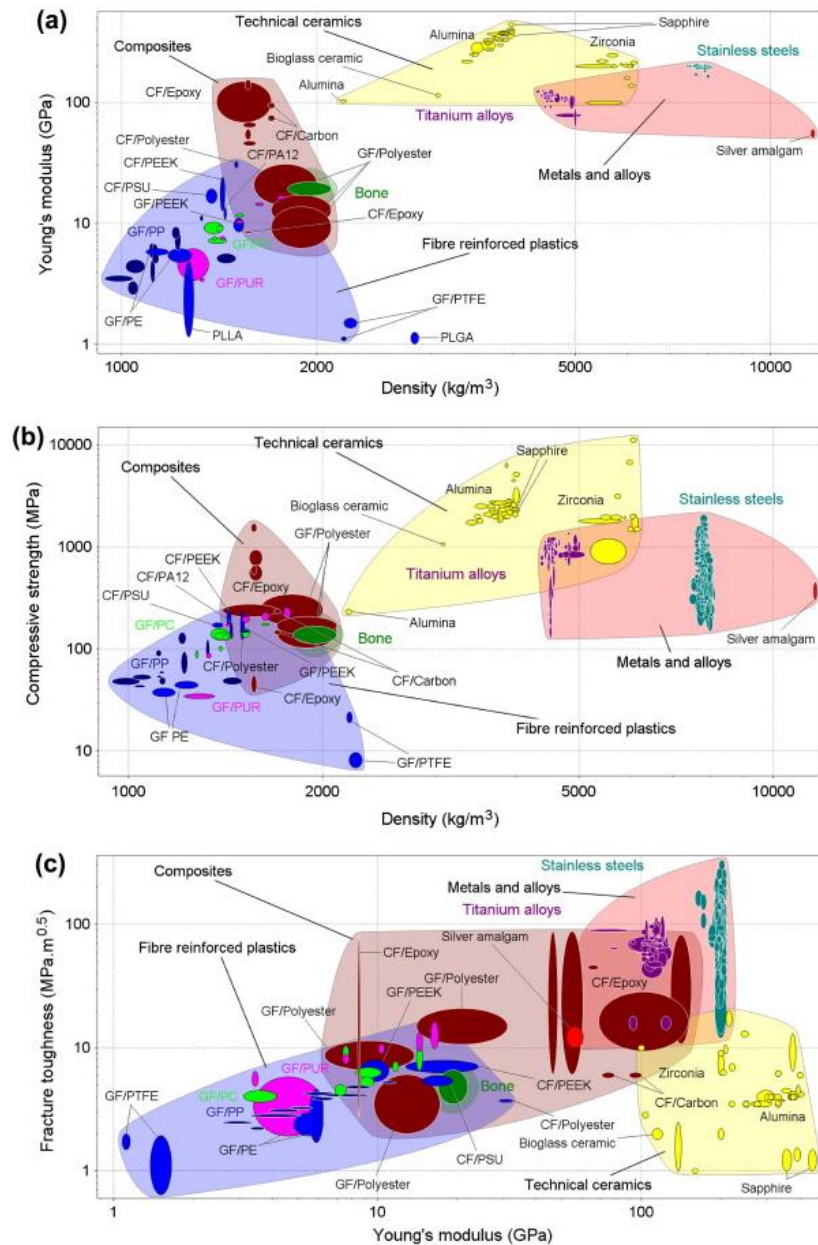 (a)
Technical ceramics
Sapphire
Composites
Alumina
Zirconia
Bioglass ceramic
Stainless steels
CF/Epoxy
Alumina
Titanium alloys
CF/Carbon
CF/Polyester
CF/PA12
GF/Polyester
Silver amalgam
CF/PEEK
Metals and alloys
CF/PSU
Bone
GF/PEEK
CF/Epoxy
GF/PP
Fibre reinforced plastics
GF/PUR
GF/PE
GF/PTFE
PLLA
PLGA
Young's modulus (GPa)
100
10
1
1000
2000
5000
10000
Density (kg/m3)
(b)
Technical ceramics
Sapphire
Composites
Alumina
Zirconia
Stainless steels
Bioglass ceramic
GF/Polyester
CF/PEEK
CF/PA12
CF/Epoxy
CF/PSU
Titanium alloys
GF/PC
Bone
Alumina
Silver amalgam
GF/PP
CF/Polyester
GF/PEEK
CF/Carbon
Metals and alloys
GF/PUR
CF/Epoxy
GF PE
Fibre reinforced plastics
GF/PTFE
Compressive strength (MPa)
10000
1000
100
10
1000
2000
5000
10000
Density (kg/m3)
(c)
Composites
Stainless steels
Metals and alloys
Titanium alloys
Fibre reinforced plastics
Silver amalgam
CF/Epoxy
GF/Polyester
CF/Epoxy
GF/PEEK
GF/Polyester
GF/PUR
Zirconia
GF/PC
Bone
CF/PEEK
CF/Carbon
GF/PTFE
GF/PP
CF/Polyester
Alumina
GF/PE
Bioglass ceramic
CF/PSU
GF/Polyester
Technical ceramics
Sapphire
Fracture toughness (MPa.m0.5)
100
10
1
1
10
100
Young's modulus (GPa)